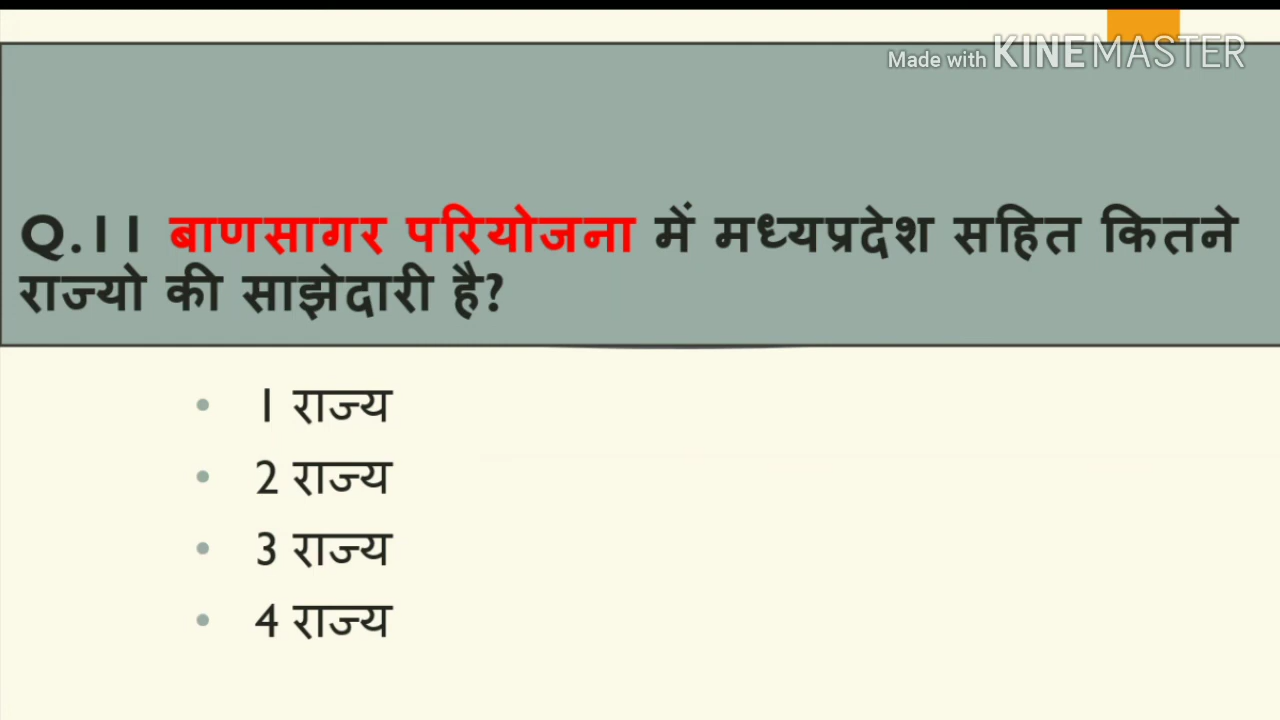 Made with KINEMASTER
Q.11 बाणसागर परियोजना में मध्यप्रदेश सहित कितने
राज्यो की साझेदारी है?
• 1 राज्य
• 2 राज्य
• 3 राज्य
• 4 राज्य